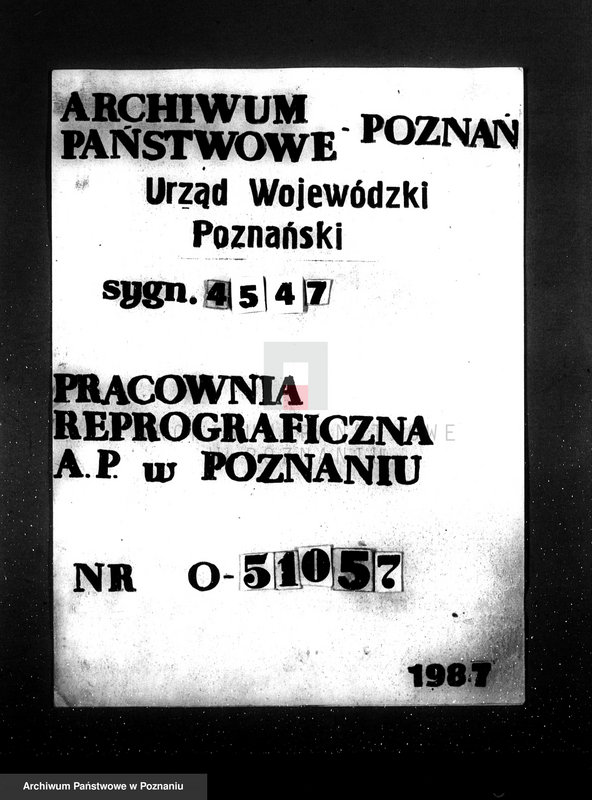 ARCHIWUM
PAŃSTWOWE - POZNAŃ
Urząd Wojewódzki
Poznański
sygn. 4547
PRACOWNIA
REPROGRAFICZNA
A.P. w POZNANIU
NR O-51057
1987
Archiwum Państwowe w Poznaniu